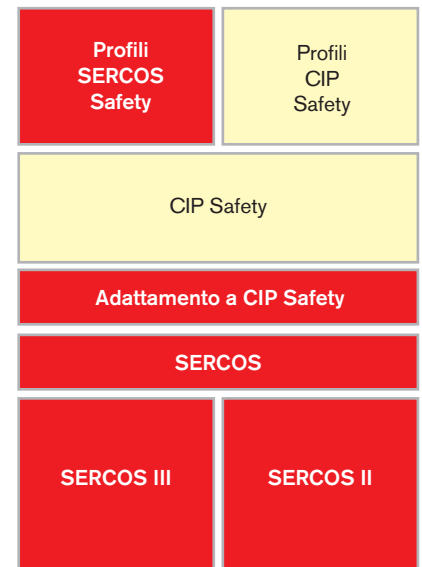 Profili
SERCOS
Safety
Profili
CIP
Safety
CIP Safety
Adattamento a CIP Safety
SERCOS
SERCOS III
SERCOS II